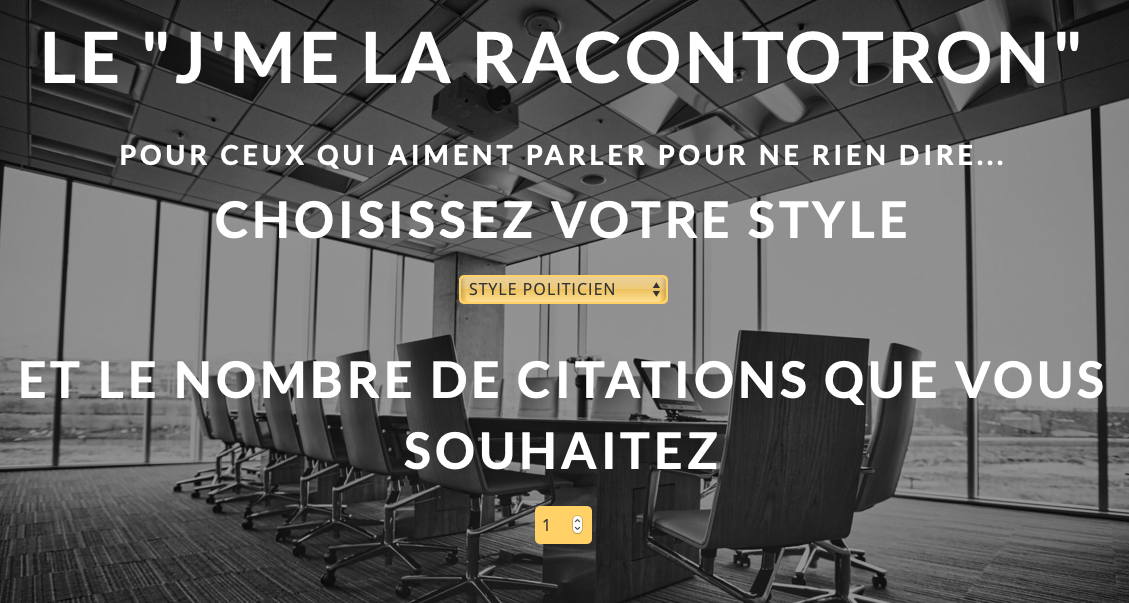 LE "J'ME LA RACONTOTRON"
POUR CEUX QUI AIMENT PARLER POUR NE RIEN DIRE...
CHOISISSEZ VOTRE STYLE
STYLE POLITICIEN
ET LE NOMBRE DE CITATIONS QUE VOUS
SOUHAITEZ
1